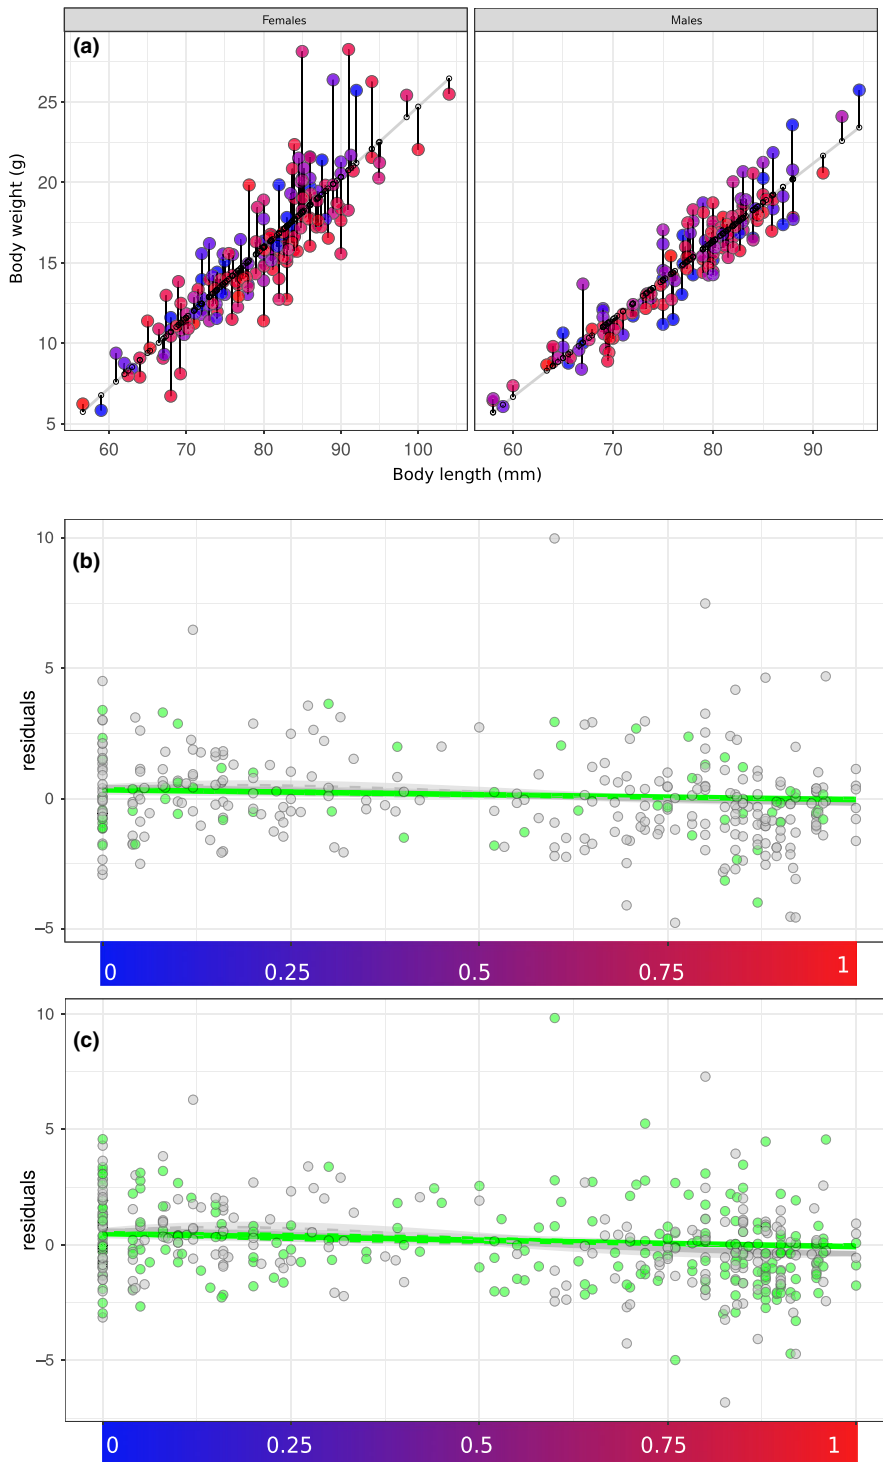 Females
Males
(a)
Body weight (g)
25
20
15
10
5
60 70 80 90 100
60 70 80 90
Body length (mm)
(b)
residuals
10
5
0
−5
0 0.25 0.5 0.75 1
(c)
residuals
10
5
0
−5
0 0.25 0.5 0.75 1